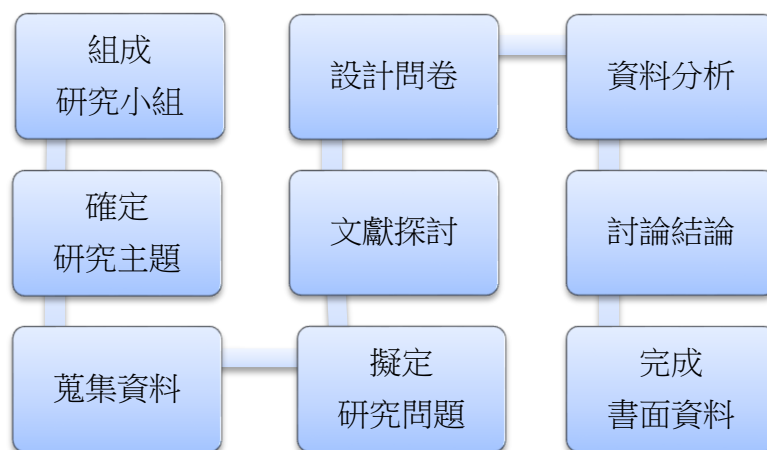 組成
研究小組
確定
研究主題
蒐集資料
擬定
研究問題
文獻探討
設計問卷
資料分析
討論結論
完成
書面資料